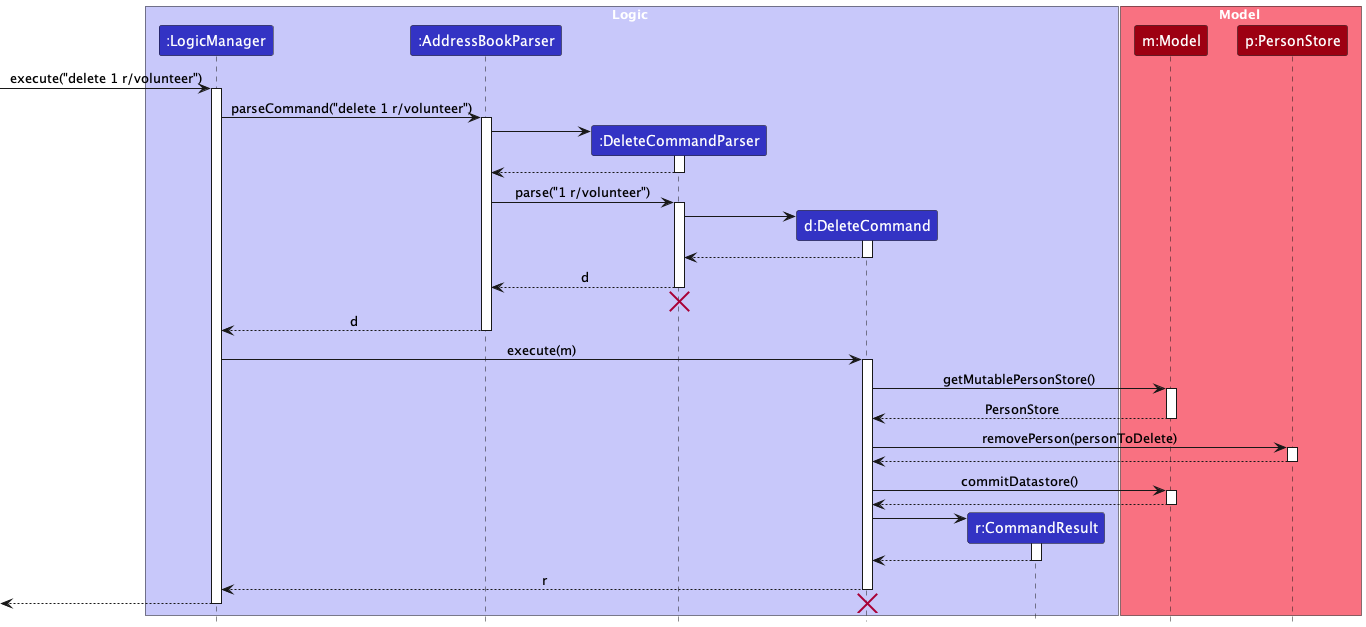 Logic
Model
:LogicManager
:AddressBookParser
m:Model
p:PersonStore
execute("delete 1 r/volunteer")
parseCommand("delete 1 r/volunteer")
:DeleteCommandParser
parse("1 r/volunteer")
d:DeleteCommand
d
d
execute(m)
getMutablePersonStore()
PersonStore
removePerson(personToDelete)
commitDatastore()
r:CommandResult
r